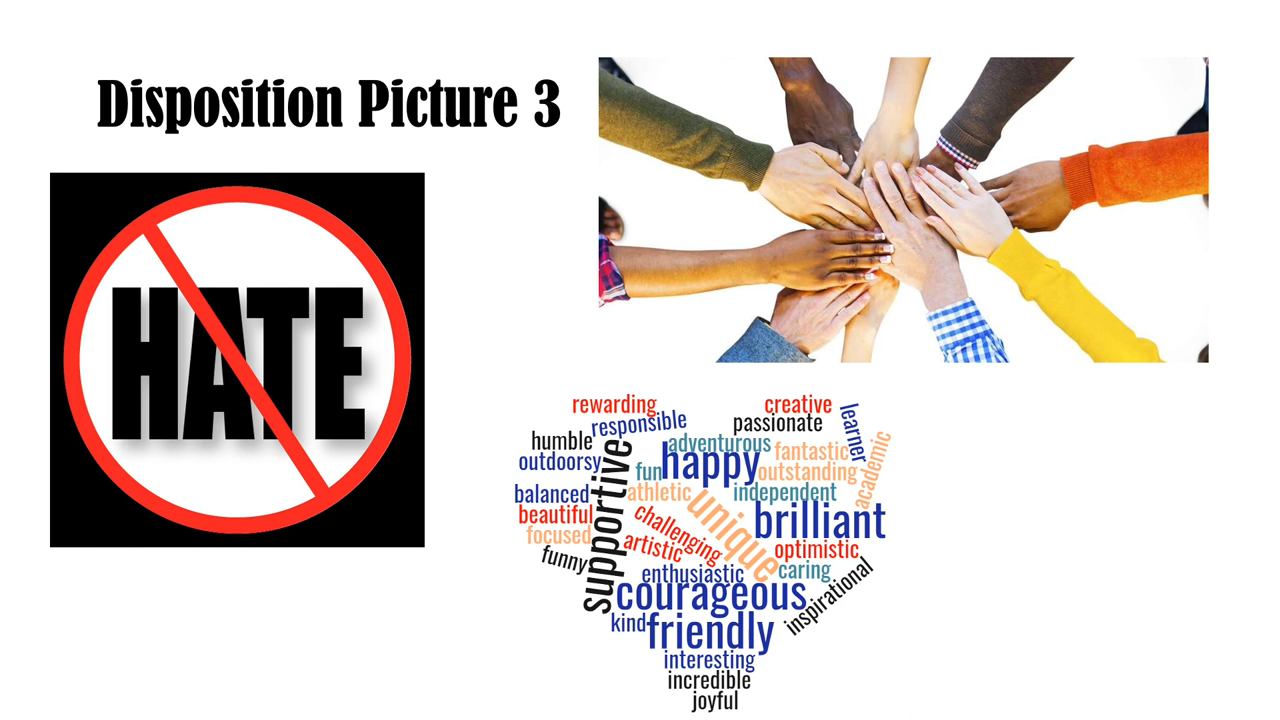 Disposition Picture 3
HATE
rewarding
creative
learner
responsible
passionate
humble
adventurous
academic
supportive
happy
fantastic
outdoorsy
fun
outstanding
balanced
athletic
independent
unique
beautiful
challenging
brilliant
focused
artistic
optimistic
funny
enthusiastic
caring
inspirational
courageous
kind
friendly
interesting
incredible
joyful